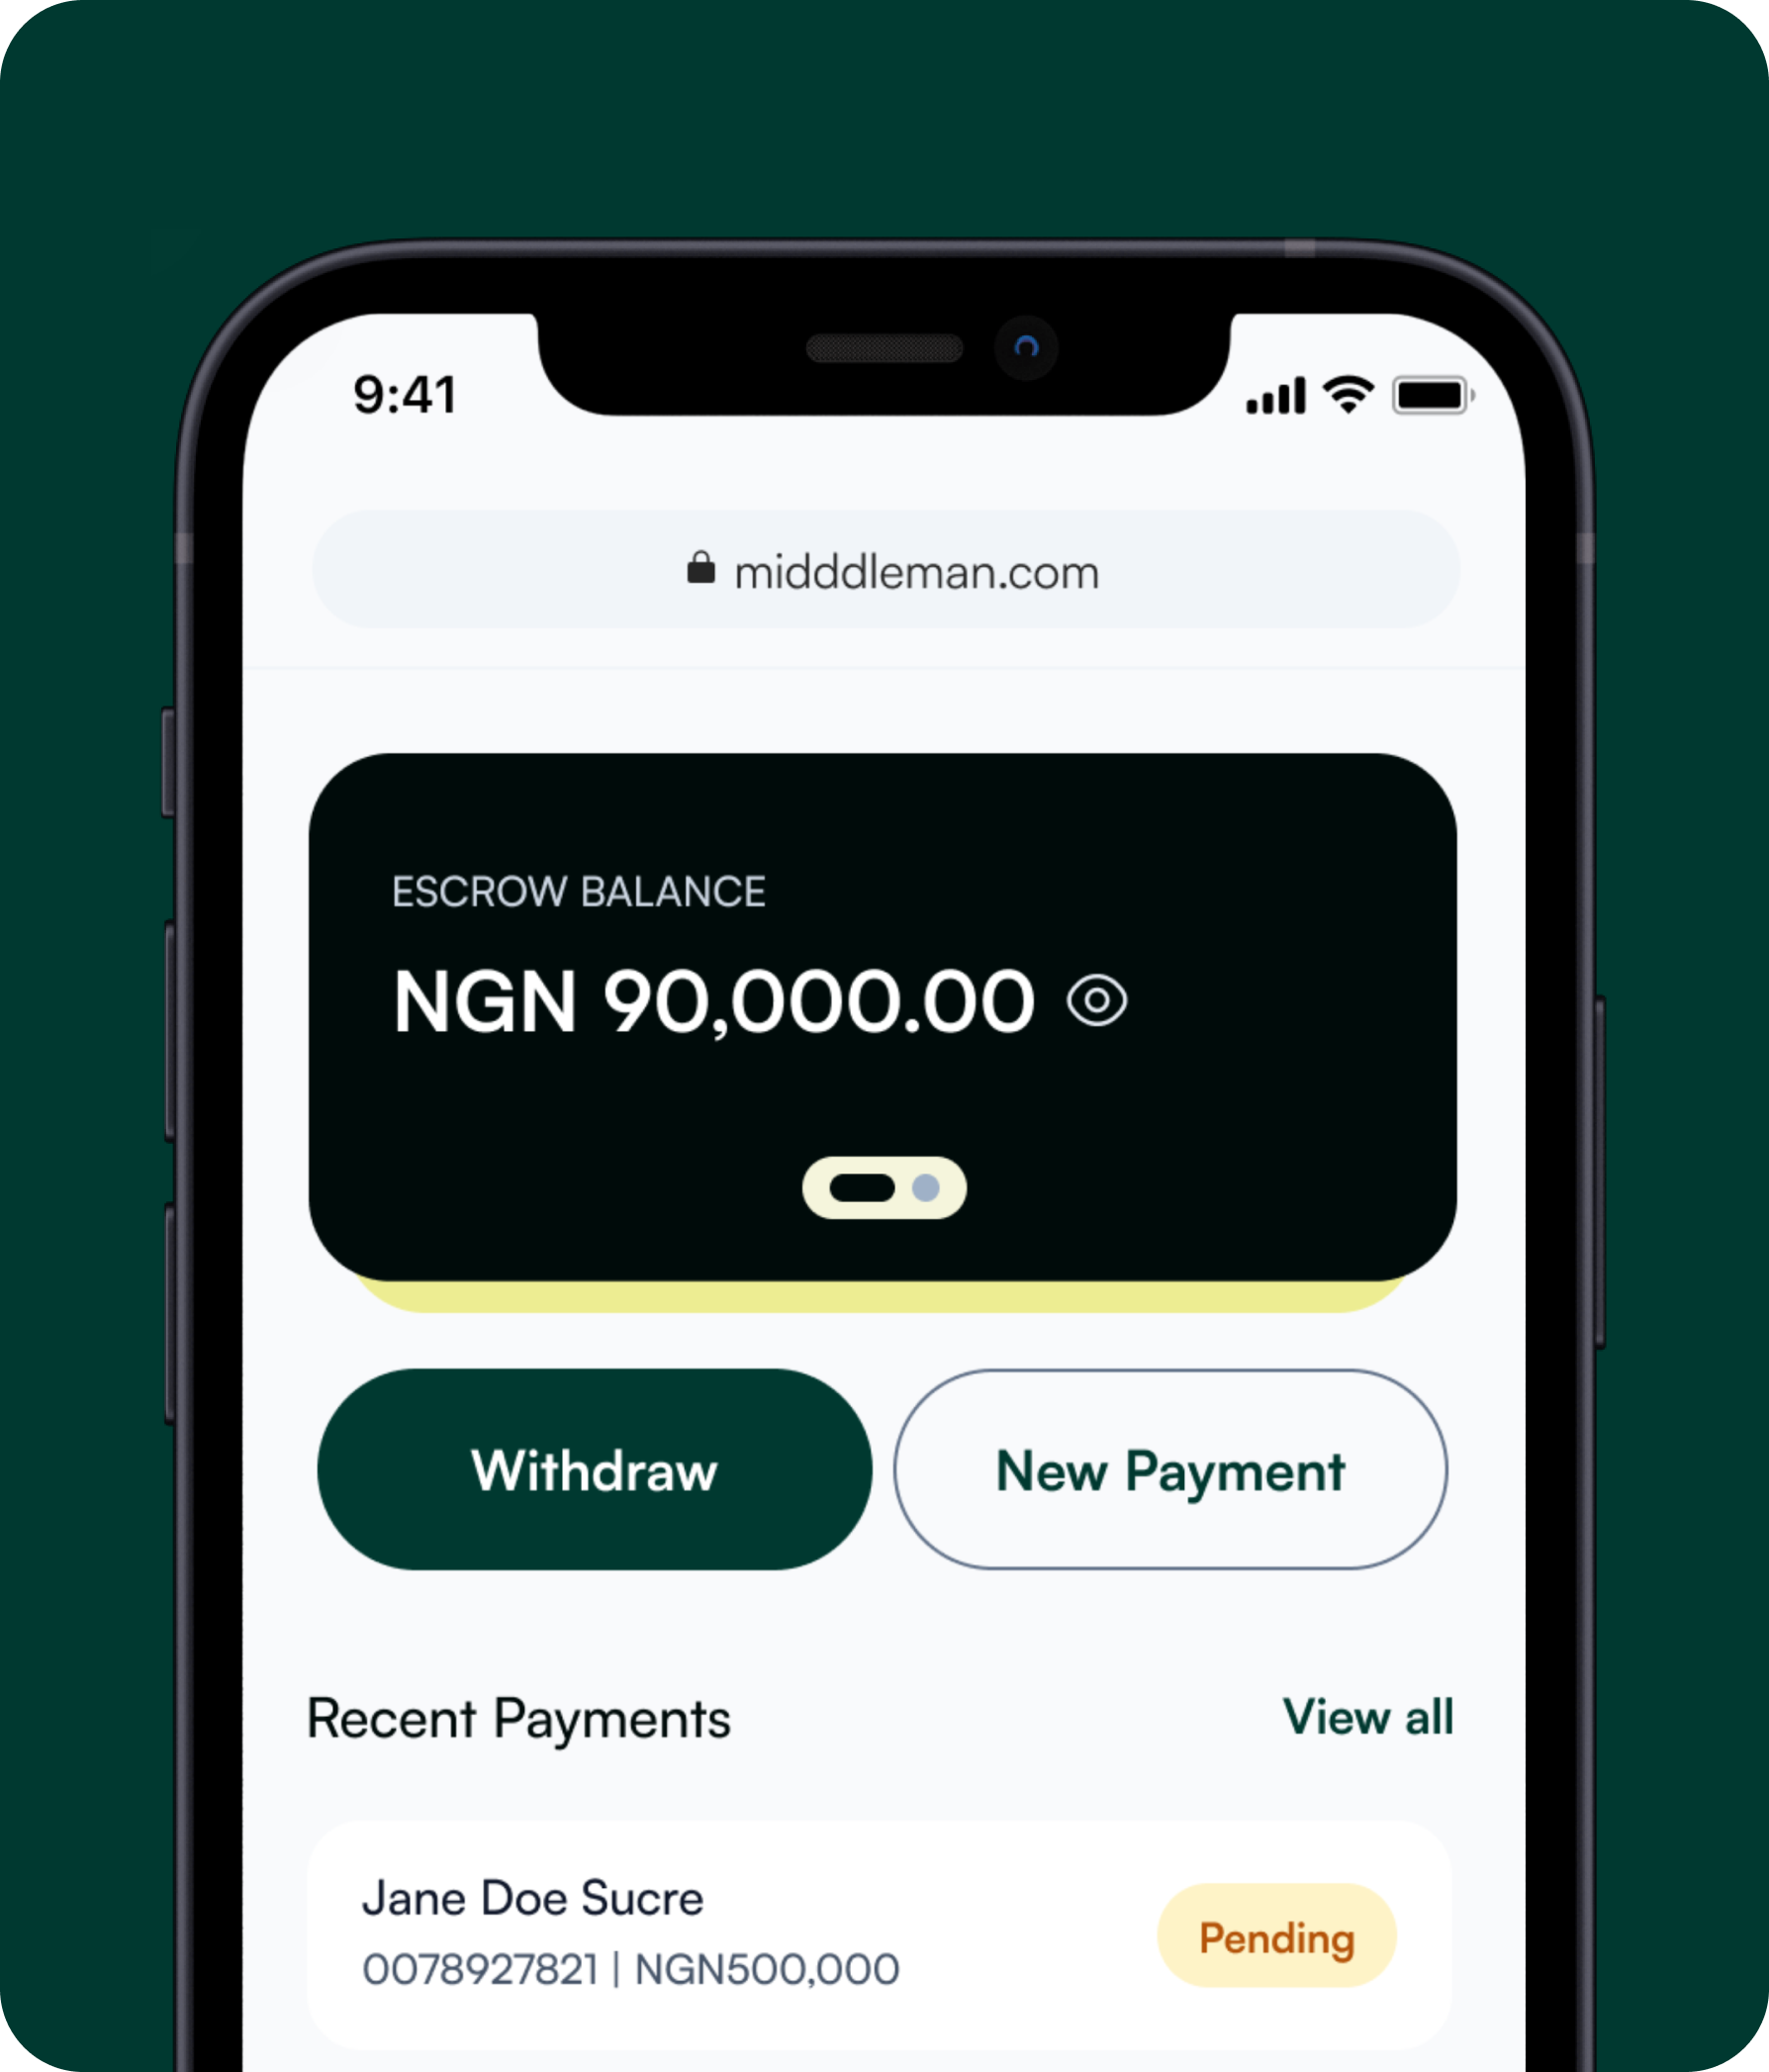 9:41
midddleman.com
ESCROW BALANCE
NGN 90,000.00
Withdraw
New Payment
Recent Payments
View all
Jane Doe Sucre
0078927821 | NGN500,000
Pending